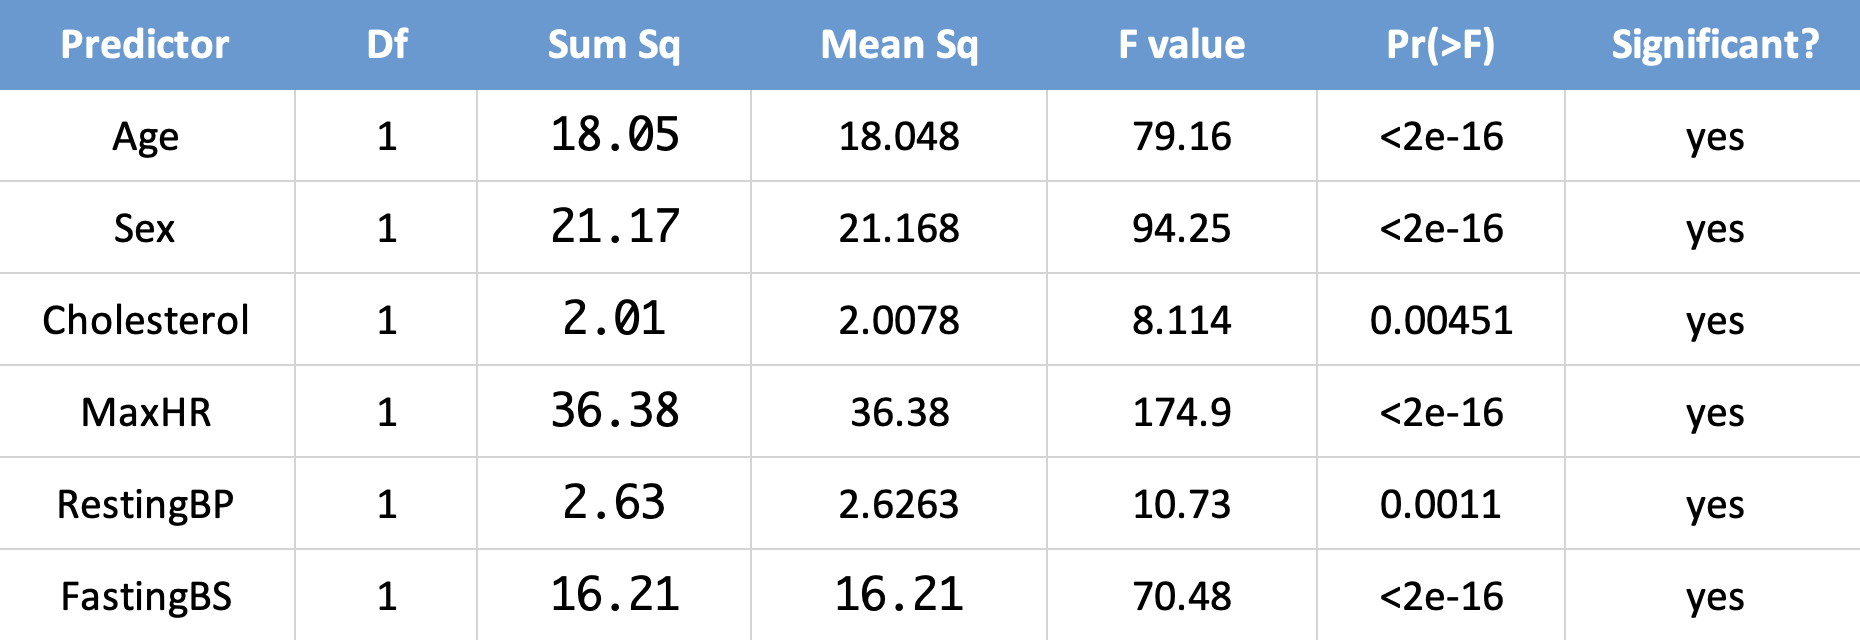 Predictor Df Sum Sq Mean Sq F value Pr(>F) Significant?
Age 1 18.05 18.048 79.16 <2e-16 yes
Sex 1 21.17 21.168 94.25 <2e-16 yes
Cholesterol 1 2.01 2.0078 8.114 0.00451 yes
MaxHR 1 36.38 36.38 174.9 <2e-16 yes
RestingBP 1 2.63 2.6263 10.73 0.0011 yes
FastingBS 1 16.21 16.21 70.48 <2e-16 yes